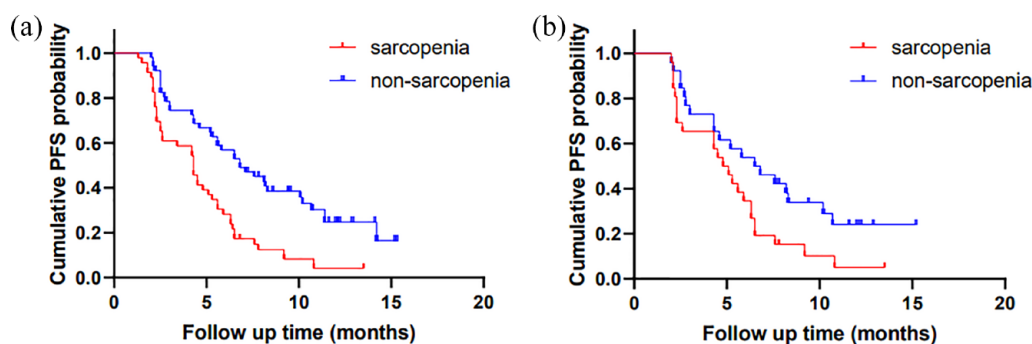 (a)
Cumulative PFS probability
1.0
0.8
0.6
0.4
0.2
0.0
sarcopenia
non-sarcopenia
0 5 10 15 20
Follow up time (months)
(b)
Cumulative PFS probability
1.0
0.8
0.6
0.4
0.2
0.0
sarcopenia
non-sarcopenia
0 5 10 15 20
Follow up time (months)